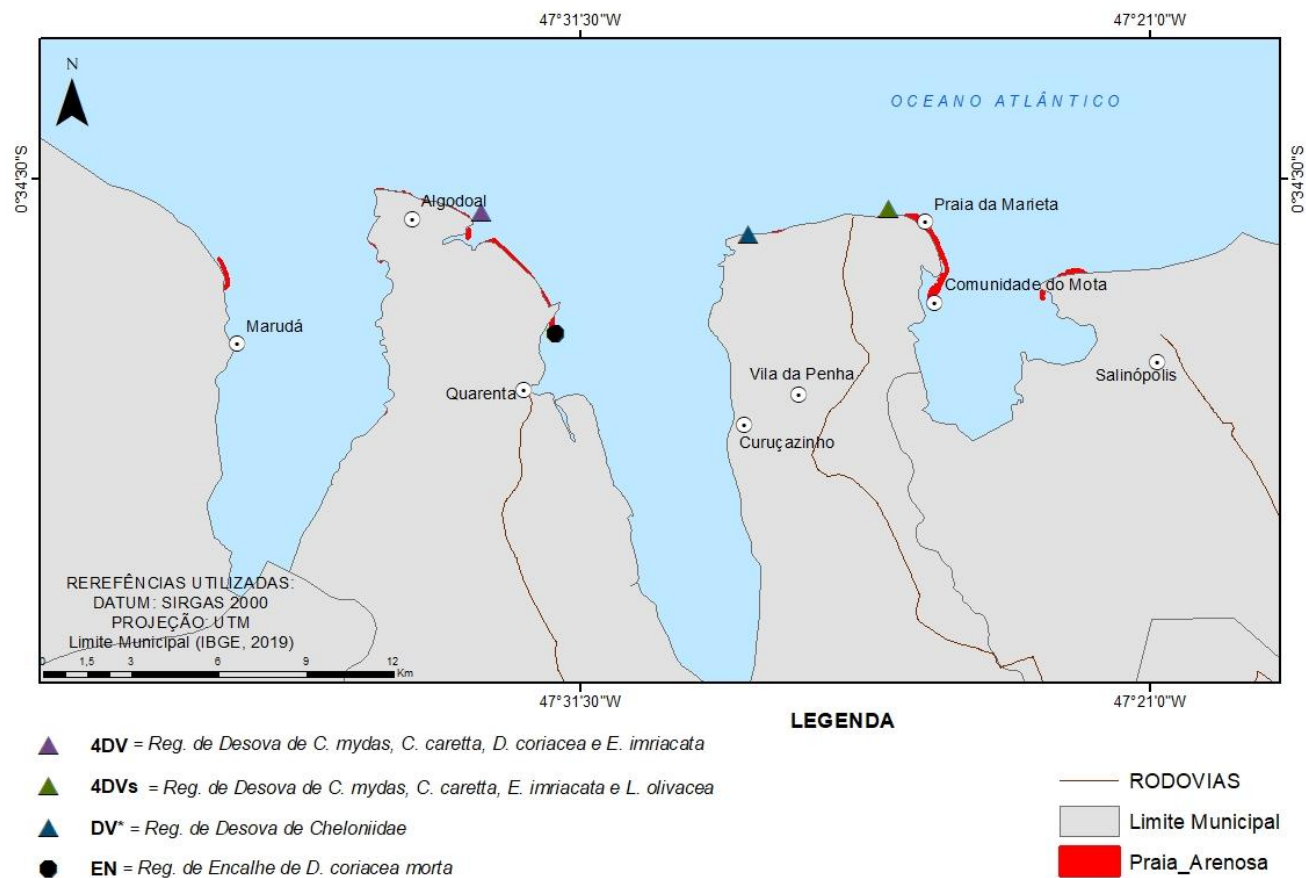 47°31'30"W 47°21'0"W
N
OCEANO ATLÂNTICO
0°34'30"S 0°34'30"S
Algodoal
Praia da Marieta
Comunidade do Mota
Marudá
Salinópolis
Vila da Penha
Quarenta
Curuçazinho
REREFÊNCIAS UTILIZADAS:
DATUM: SIRGAS 2000
PROJEÇÃO: UTM
Limite Municipal (IBGE, 2019)
0 1,5 3 6 9 12
Km
47°31'30"W 47°21'0"W
LEGENDA
4DV = Reg. de Desova de C. mydas, C. caretta, D. coriacea e E. imriacata
4DVs = Reg. de Desova de C. mydas, C. caretta, E. imriacata e L. olivacea
DV* = Reg. de Desova de Cheloniidae
EN = Reg. de Encalhe de D. coriacea morta
RODOVIAS
Limite Municipal
Praia_Arenosa